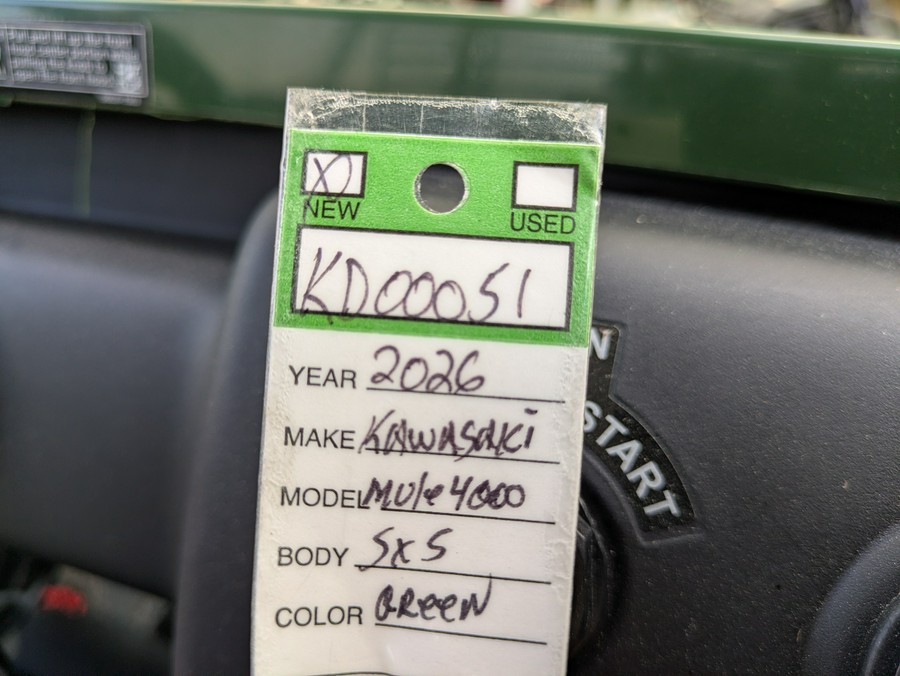 X
NEW
USED
KD00051
YEAR 2026
MAKE KAWASAKi
MODEL Mule 4000
BODY SxS
COLOR GReeN
N
START